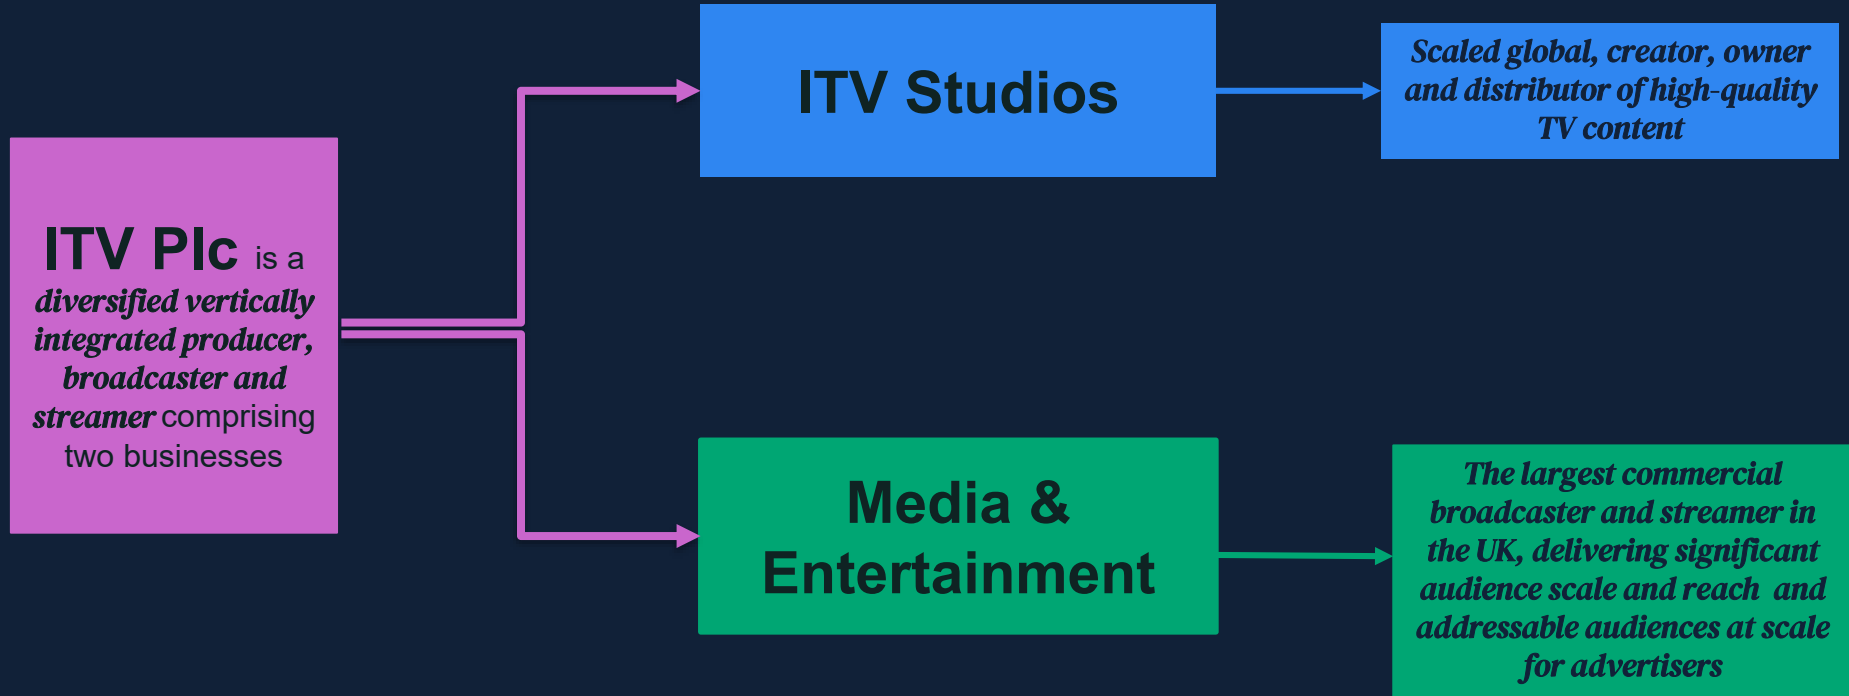 ITV Plc is a
diversified vertically
integrated producer,
broadcaster and
streamer comprising
two businesses
ITV Studios
Scaled global, creator, owner
and distributor of high-quality
TV content
Media &
Entertainment
The largest commercial
broadcaster and streamer in
the UK, delivering significant
audience scale and reach  and
addressable audiences at scale
for advertisers